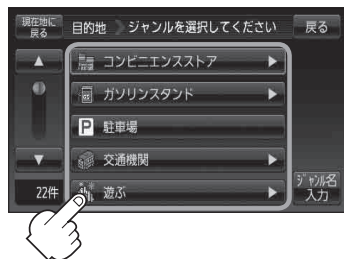 現在地に
戻る
目的地 ジャンルを選択してください
戻る
コンビニエンスストア
ガソリンスタンド
GS
P 駐車場
交通機関
遊ぶ
22件
ジャンル名
入力